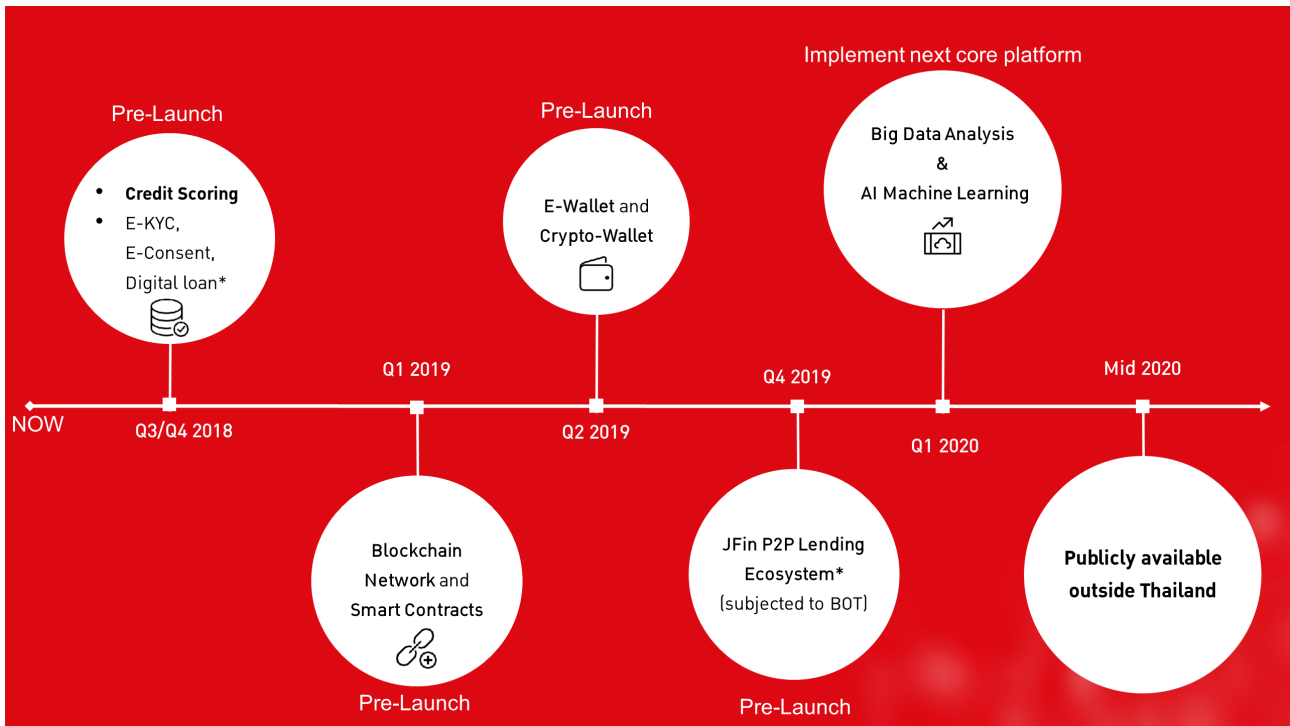 Implement next core platform
Pre-Launch
Pre-Launch
Big Data Analysis
&
AI Machine Learning
• Credit Scoring
• E-KYC,
E-Consent,
Digital loan*
E-Wallet and
Crypto-Wallet
Q1 2019
Q4 2019
Mid 2020
NOW
Q3/Q4 2018
Q2 2019
Q1 2020
Blockchain
Network and
Smart Contracts
JFin P2P Lending
Ecosystem*
(subjected to BOT)
Publicly available
outside Thailand
Pre-Launch
Pre-Launch